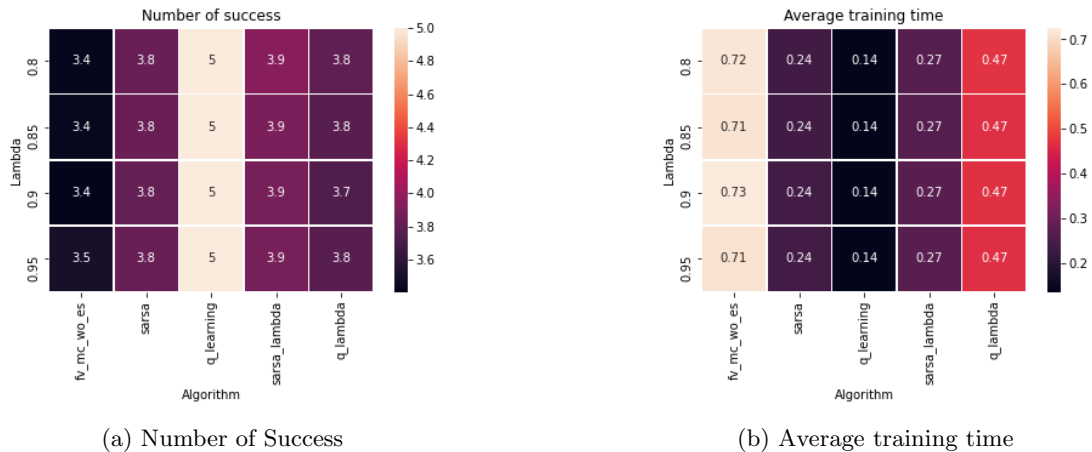 Number of success
0.8 3.4 3.8 5 3.9 3.8
0.85 3.4 3.8 5 3.9 3.8
0.9 3.4 3.8 5 3.9 3.7
0.95 3.5 3.8 5 3.9 3.8
Lambda
fv_mc_wo_es sarsa q_learning sarsa_lambda q_lambda
Algorithm
5.0
4.8
4.6
4.4
4.2
4.0
3.8
3.6
(a) Number of Success
Average training time
0.8 0.72 0.24 0.14 0.27 0.47
0.85 0.71 0.24 0.14 0.27 0.47
0.9 0.73 0.24 0.14 0.27 0.47
0.95 0.71 0.24 0.14 0.27 0.47
Lambda
fv_mc_wo_es sarsa q_learning sarsa_lambda q_lambda
Algorithm
0.7
0.6
0.5
0.4
0.3
0.2
(b) Average training time